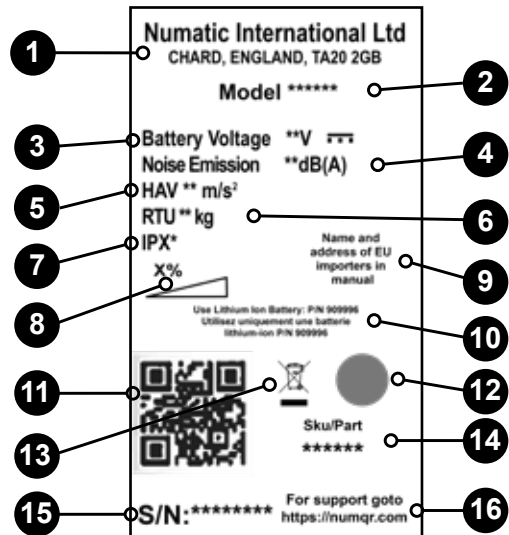 Numatic International Ltd
1
CHARD, ENGLAND, TA20 2GB
Model ****** 2
3 Battery Voltage **V
Noise Emission **dB(A) 4
5 HAV ** m/s²
RTU ** kg 6
7 IPX*
Name and
address of EU
importers in
manual
9
X%
8
Use Lithium Ion Battery: P/N 909996
Utilisez uniquement une batterie
lithium-ion P/N 909996
10
11
12
13
Sku/Part
****** 14
15 S/N:********
For support goto
https://numqr.com
16